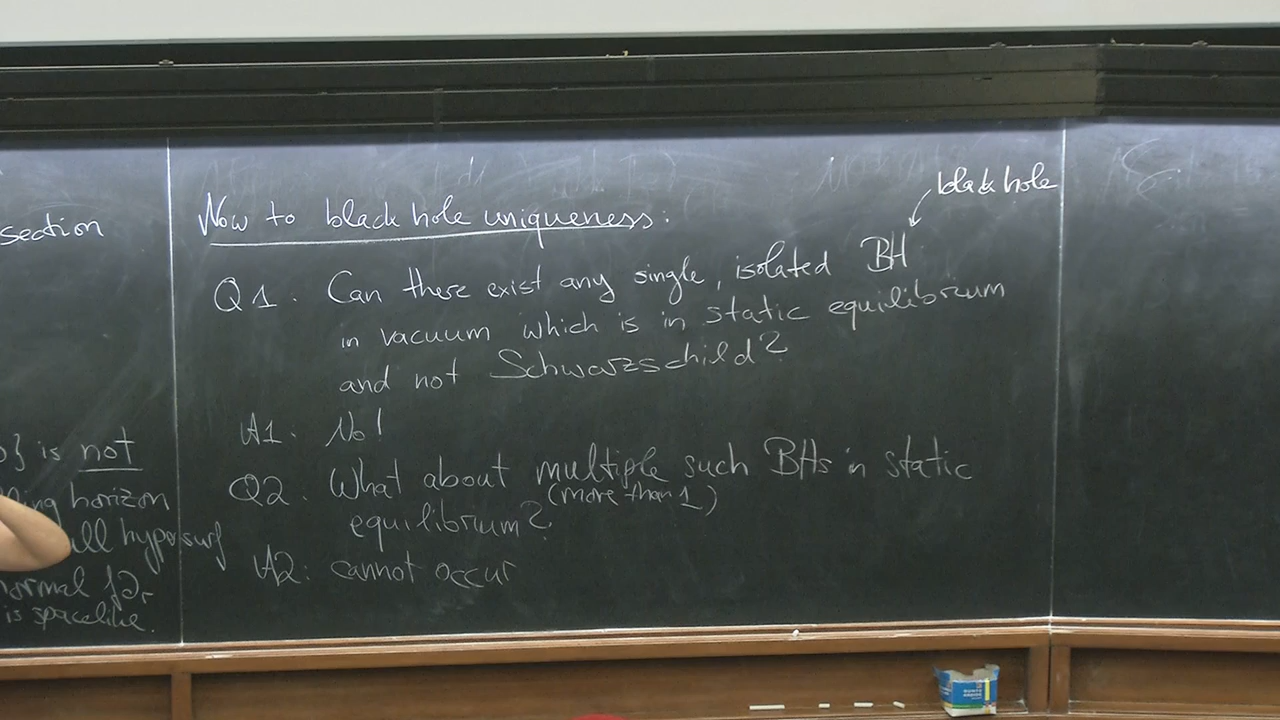 section
} is not
horizon
hypersurf
normal
is spacelike.
Now to black hole uniqueness:
black hole
Q1. Can there exist any single, isolated BH
in vacuum which is in static equilibrium
and not Schwarzschild?
A1. No!
Q2. What about multiple such BHs in static
(more than 1)
equilibrium?
A2: cannot occur